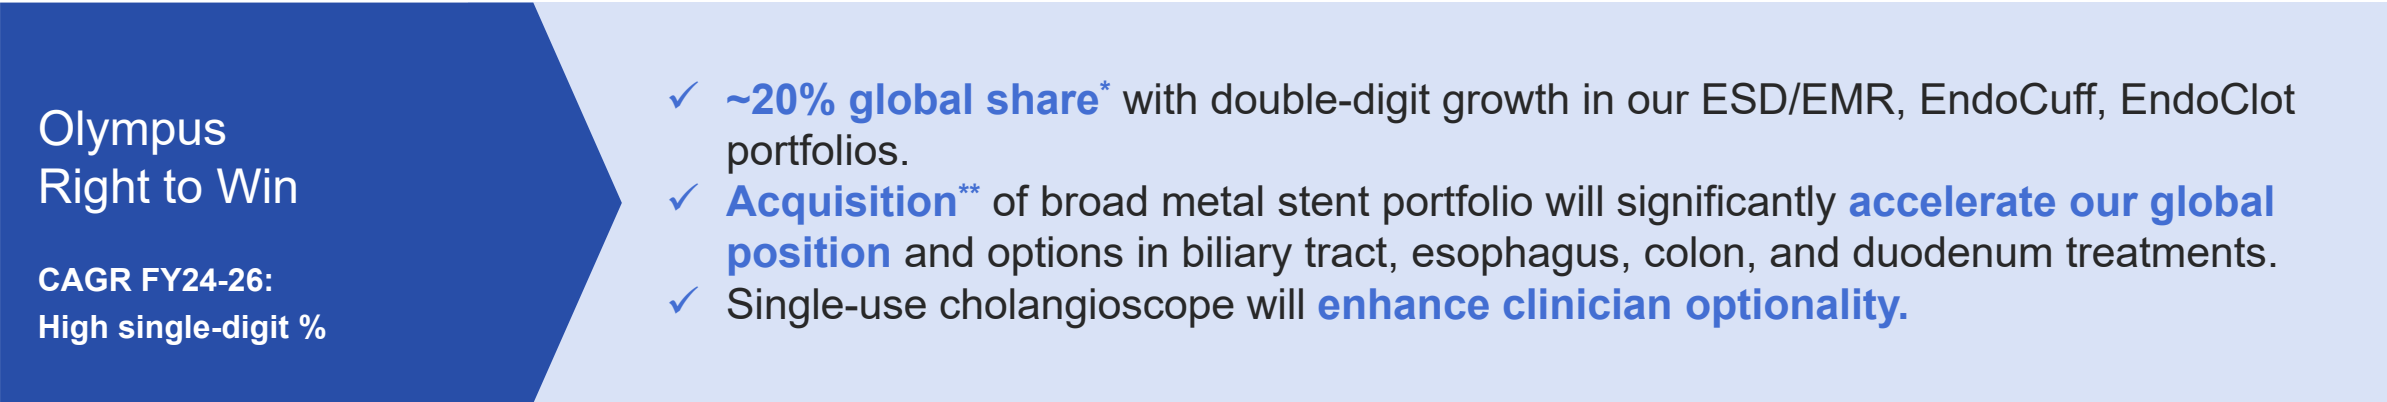 Olympus
Right to Win
CAGR FY24-26:
High single-digit %
✓ ~20% global share* with double-digit growth in our ESD/EMR, EndoCuff, EndoClot
portfolios.
✓ Acquisition** of broad metal stent portfolio will significantly accelerate our global
position and options in biliary tract, esophagus, colon, and duodenum treatments.
✓ Single-use cholangioscope will enhance clinician optionality.